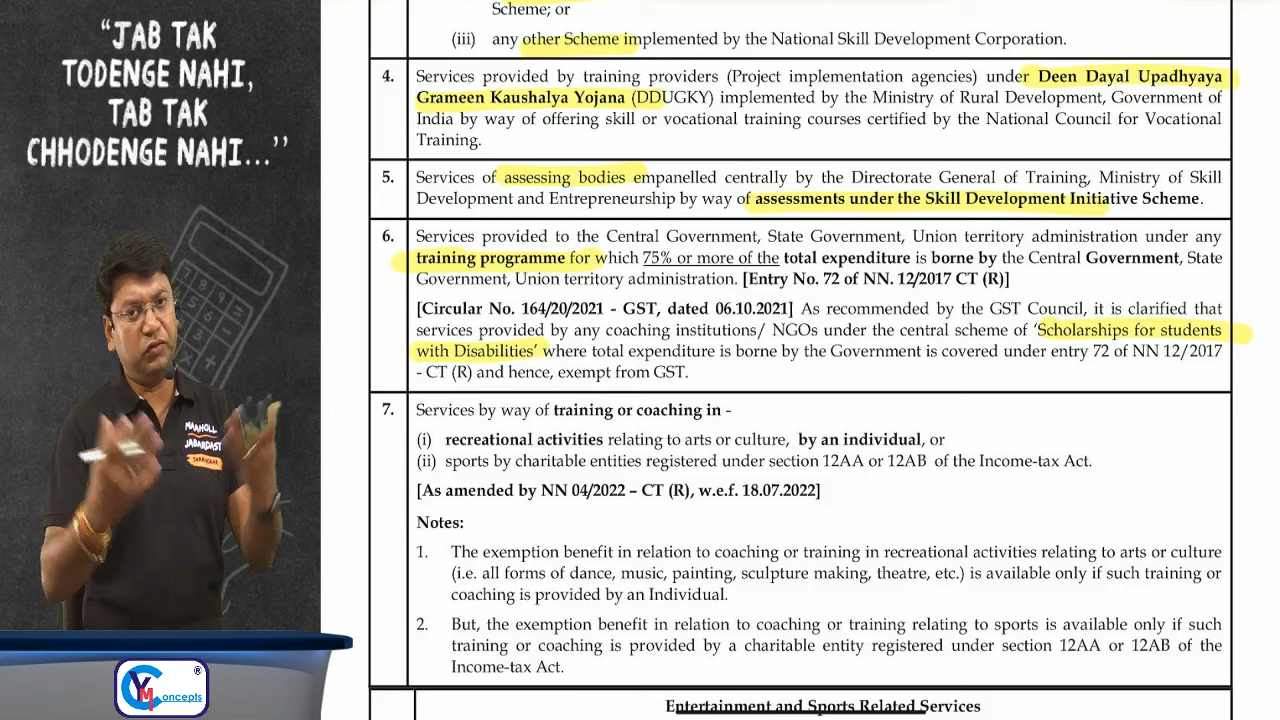 “JAB TAK
TODENGE NAHI,
TAB TAK
CHHODENGE NAHI...’’
MAAHOLL
JABARDAST
YM Concepts
®
Scheme; or
(iii) any other Scheme implemented by the National Skill Development Corporation.
4. Services provided by training providers (Project implementation agencies) under Deen Dayal Upadhyaya
Grameen Kaushalya Yojana (DDUGKY) implemented by the Ministry of Rural Development, Government of
India by way of offering skill or vocational training courses certified by the National Council for Vocational
Training.
5. Services of assessing bodies empanelled centrally by the Directorate General of Training, Ministry of Skill
Development and Entrepreneurship by way of assessments under the Skill Development Initiative Scheme.
6. Services provided to the Central Government, State Government, Union territory administration under any
training programme for which 75% or more of the total expenditure is borne by the Central Government, State
Government, Union territory administration. [Entry No. 72 of NN. 12/2017 CT (R)]
[Circular No. 164/20/2021 - GST, dated 06.10.2021] As recommended by the GST Council, it is clarified that
services provided by any coaching institutions/ NGOs under the central scheme of ‘Scholarships for students
with Disabilities’ where total expenditure is borne by the Government is covered under entry 72 of NN 12/2017
- CT (R) and hence, exempt from GST.
7. Services by way of training or coaching in -
(i) recreational activities relating to arts or culture, by an individual, or
(ii) sports by charitable entities registered under section 12AA or 12AB of the Income-tax Act.
[As amended by NN 04/2022 – CT (R), w.e.f. 18.07.2022]
Notes:
1. The exemption benefit in relation to coaching or training in recreational activities relating to arts or culture
(i.e. all forms of dance, music, painting, sculpture making, theatre, etc.) is available only if such training or
coaching is provided by an Individual.
2. But, the exemption benefit in relation to coaching or training relating to sports is available only if such
training or coaching is provided by a charitable entity registered under section 12AA or 12AB of the
Income-tax Act.
Entertainment and Sports Related Services